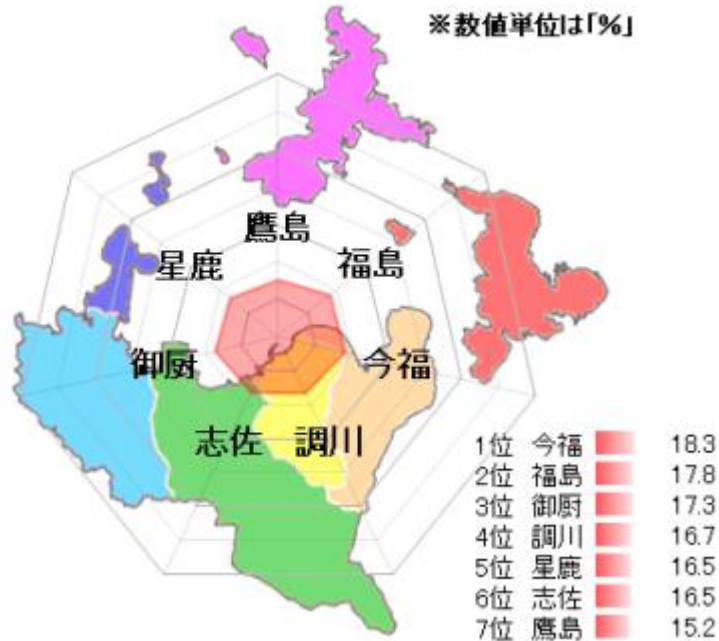 ※数値単位は「%」
鷹島
星鹿
福島
御厨
今福
志佐
調川
1位 今福 18.3
2位 福島 17.8
3位 御厨 17.3
4位 調川 16.7
5位 星鹿 16.5
6位 志佐 16.5
7位 鷹島 15.2